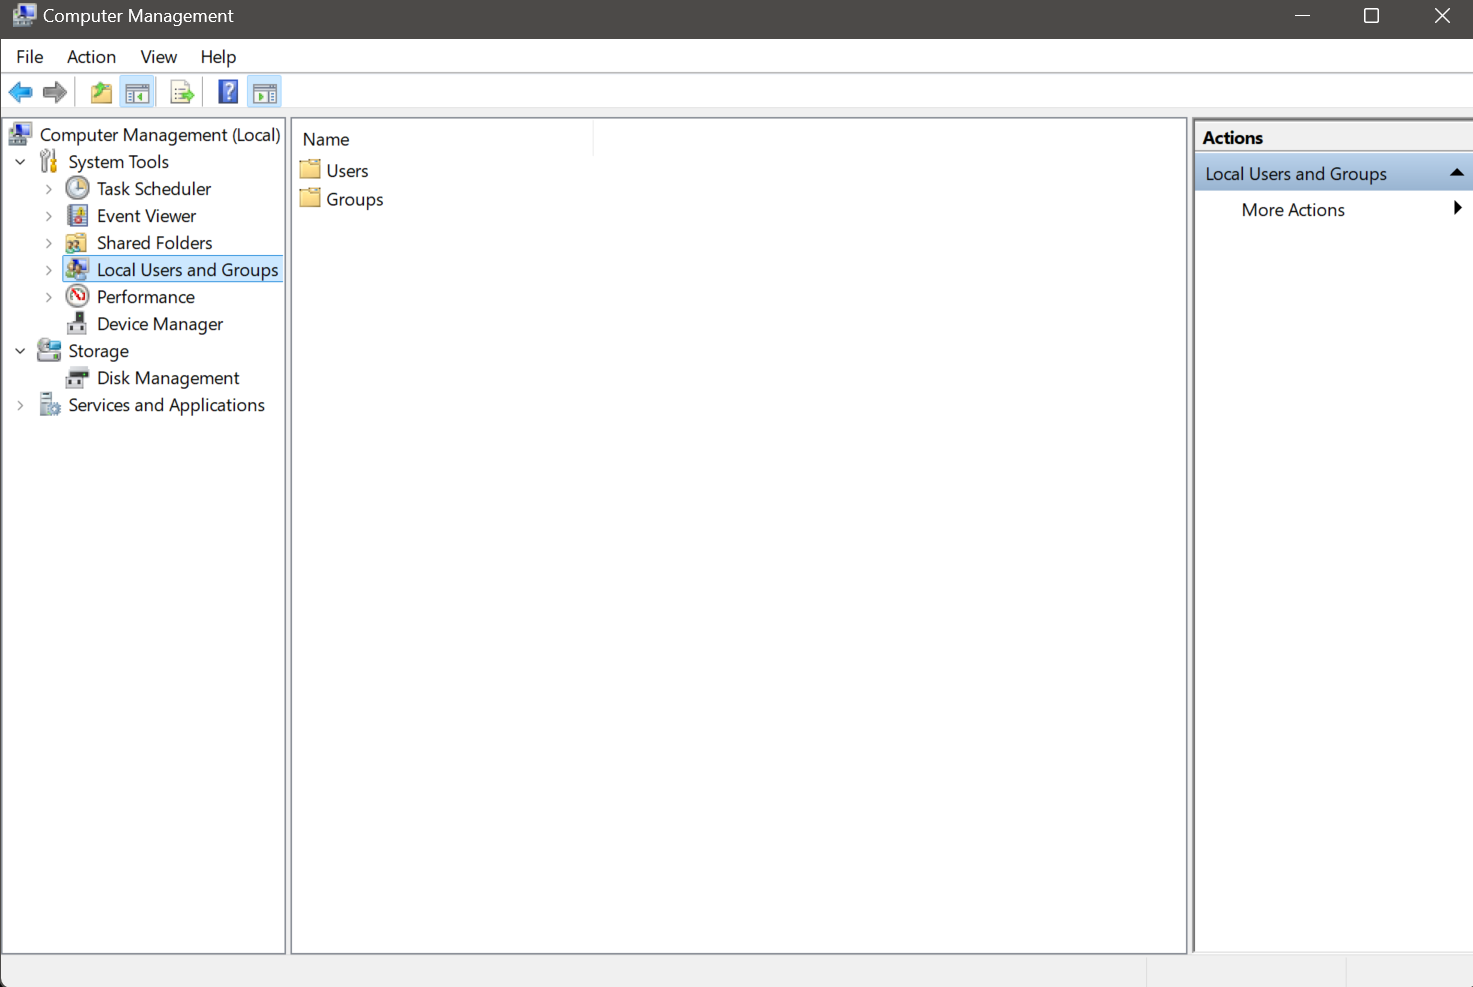 Computer Management
File Action View Help
Computer Management (Local)
System Tools
Task Scheduler
Event Viewer
Shared Folders
Local Users and Groups
Performance
Device Manager
Storage
Disk Management
Services and Applications
Name
Users
Groups
Actions
Local Users and Groups
More Actions